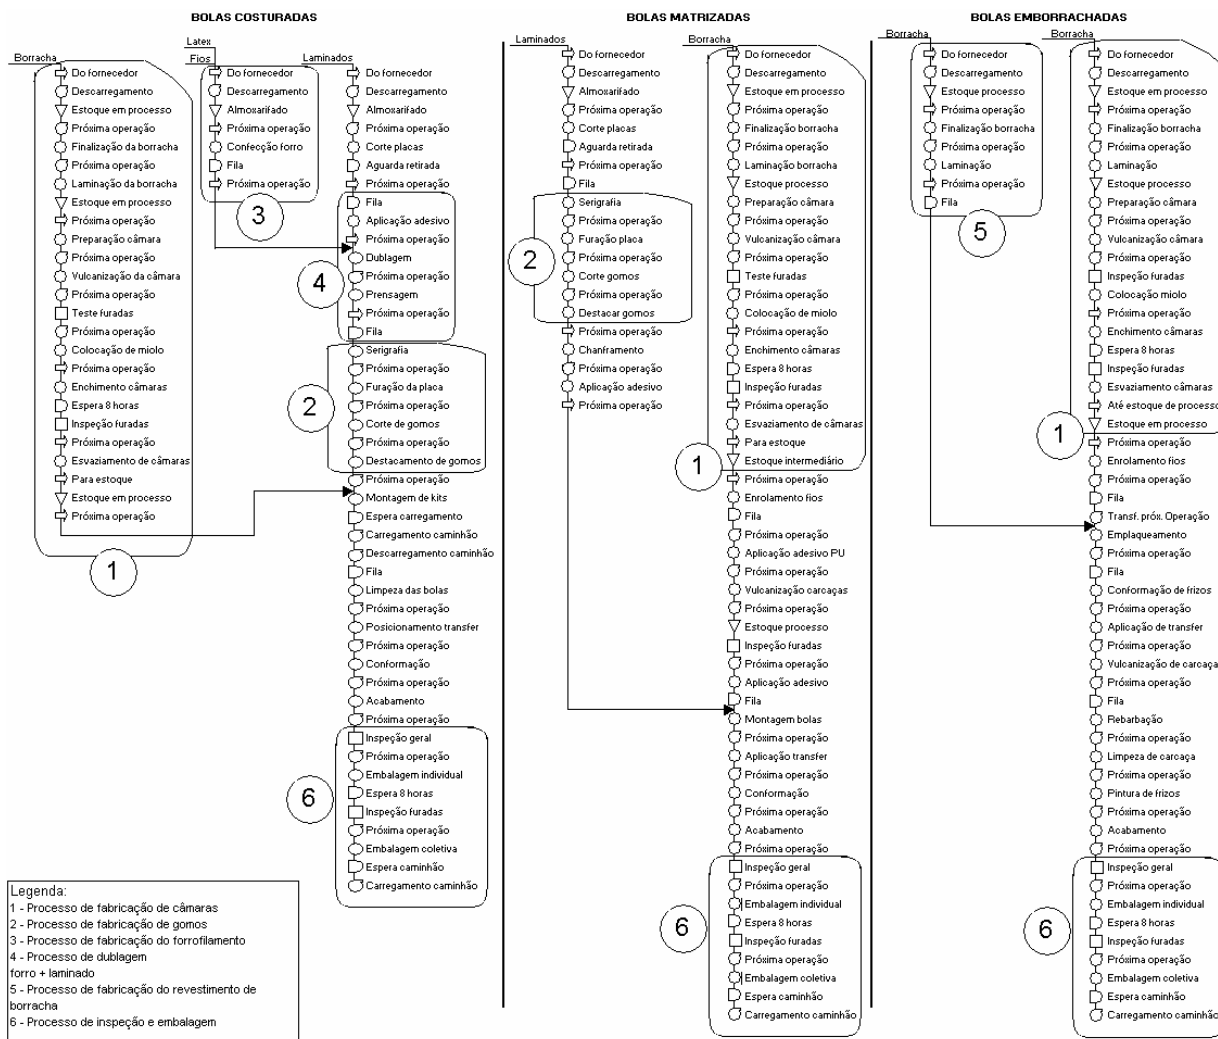 BOLAS COSTURADAS
Borracha
Do fornecedor
Descarregamento
Estoque em processo
Próxima operação
Finalização da borracha
Próxima operação
Laminação da borracha
Estoque em processo
Próxima operação
Preparação câmara
Próxima operação
Vulcanização da câmara
Próxima operação
Teste furadas
Próxima operação
Colocação de miolo
Próxima operação
Enchimento câmaras
Espera 8 horas
Inspeção furadas
Próxima operação
Esvaziamento de câmaras
Para estoque
Estoque em processo
Próxima operação
1
Latex
Fios
Do fornecedor
Descarregamento
Almoxarifado
Próxima operação
Confecção forro
Fila
Próxima operação
3
Laminados
Do fornecedor
Descarregamento
Almoxarifado
Próxima operação
Corte placas
Aguarda retirada
Próxima operação
Fila
Aplicação adesivo
Próxima operação
Dublagem
Próxima operação
Prensagem
Próxima operação
Fila
4
Serigrafia
Próxima operação
Furação da placa
Próxima operação
Corte de gomos
Próxima operação
Destacamento de gomos
2
Próxima operação
Montagem de kits
Espera carregamento
Carregamento caminhão
Descarregamento caminhão
Fila
Limpeza das bolas
Próxima operação
Posicionamento transfer
Próxima operação
Conformação
Próxima operação
Acabamento
Próxima operação
Inspeção geral
Próxima operação
Embalagem individual
Espera 8 horas
Inspeção furadas
Próxima operação
Embalagem coletiva
Espera caminhão
Carregamento caminhão
6
Legenda:
1 - Processo de fabricação de câmaras
2 - Processo de fabricação de gomos
3 - Processo de fabricação do forrofilamento
4 - Processo de dublagem
forro + laminado
5 - Processo de fabricação do revestimento de
borracha
6 - Processo de inspeção e embalagem
BOLAS MATRIZADAS
Laminados
Do fornecedor
Descarregamento
Almoxarifado
Próxima operação
Corte placas
Aguarda retirada
Próxima operação
Fila
Serigrafia
Próxima operação
Furação placa
Próxima operação
Corte gomos
Próxima operação
Destacar gomos
2
Próxima operação
Chanframento
Próxima operação
Aplicação adesivo
Próxima operação
Borracha
Do fornecedor
Descarregamento
Estoque em processo
Próxima operação
Finalização borracha
Próxima operação
Laminação borracha
Estoque processo
Preparação câmara
Próxima operação
Vulcanização câmara
Próxima operação
Teste furadas
Próxima operação
Colocação de miolo
Próxima operação
Enchimento câmaras
Espera 8 horas
Inspeção furadas
Próxima operação
Esvaziamento de câmaras
Para estoque
Estoque intermediário
1
Próxima operação
Enrolamento fios
Fila
Próxima operação
Aplicação adesivo PU
Próxima operação
Vulcanização carcaças
Próxima operação
Estoque processo
Inspeção furadas
Próxima operação
Aplicação adesivo
Fila
Montagem bolas
Próxima operação
Aplicação transfer
Próxima operação
Conformação
Próxima operação
Acabamento
Próxima operação
Inspeção geral
Próxima operação
Embalagem individual
Espera 8 horas
Inspeção furadas
Próxima operação
Embalagem coletiva
Espera caminhão
Carregamento caminhão
6
BOLAS EMBORRACHADAS
Borracha
Do fornecedor
Descarregamento
Estoque processo
Próxima operação
Finalização borracha
Próxima operação
Laminação
Próxima operação
Fila
5
Borracha
Do fornecedor
Descarregamento
Estoque em processo
Próxima operação
Finalização borracha
Próxima operação
Laminação
Estoque processo
Preparação câmara
Próxima operação
Vulcanização câmara
Próxima operação
Inspeção furadas
Colocação miolo
Próxima operação
Enchimento câmaras
Espera 8 horas
Inspeção furadas
Esvaziamento câmaras
Até estoque de processo
Estoque em processo
1
Próxima operação
Enrolamento fios
Próxima operação
Fila
Transf. próx. Operação
Emplaqueamento
Próxima operação
Fila
Conformação de frizos
Próxima operação
Aplicação de transfer
Próxima operação
Vulcanização de carcaça
Próxima operação
Fila
Rebarbação
Próxima operação
Limpeza de carcaça
Próxima operação
Pintura de frizos
Próxima operação
Acabamento
Próxima operação
Inspeção geral
Próxima operação
Embalagem individual
Espera 8 horas
Inspeção furadas
Próxima operação
Embalagem coletiva
Espera caminhão
Carregamento caminhão
6